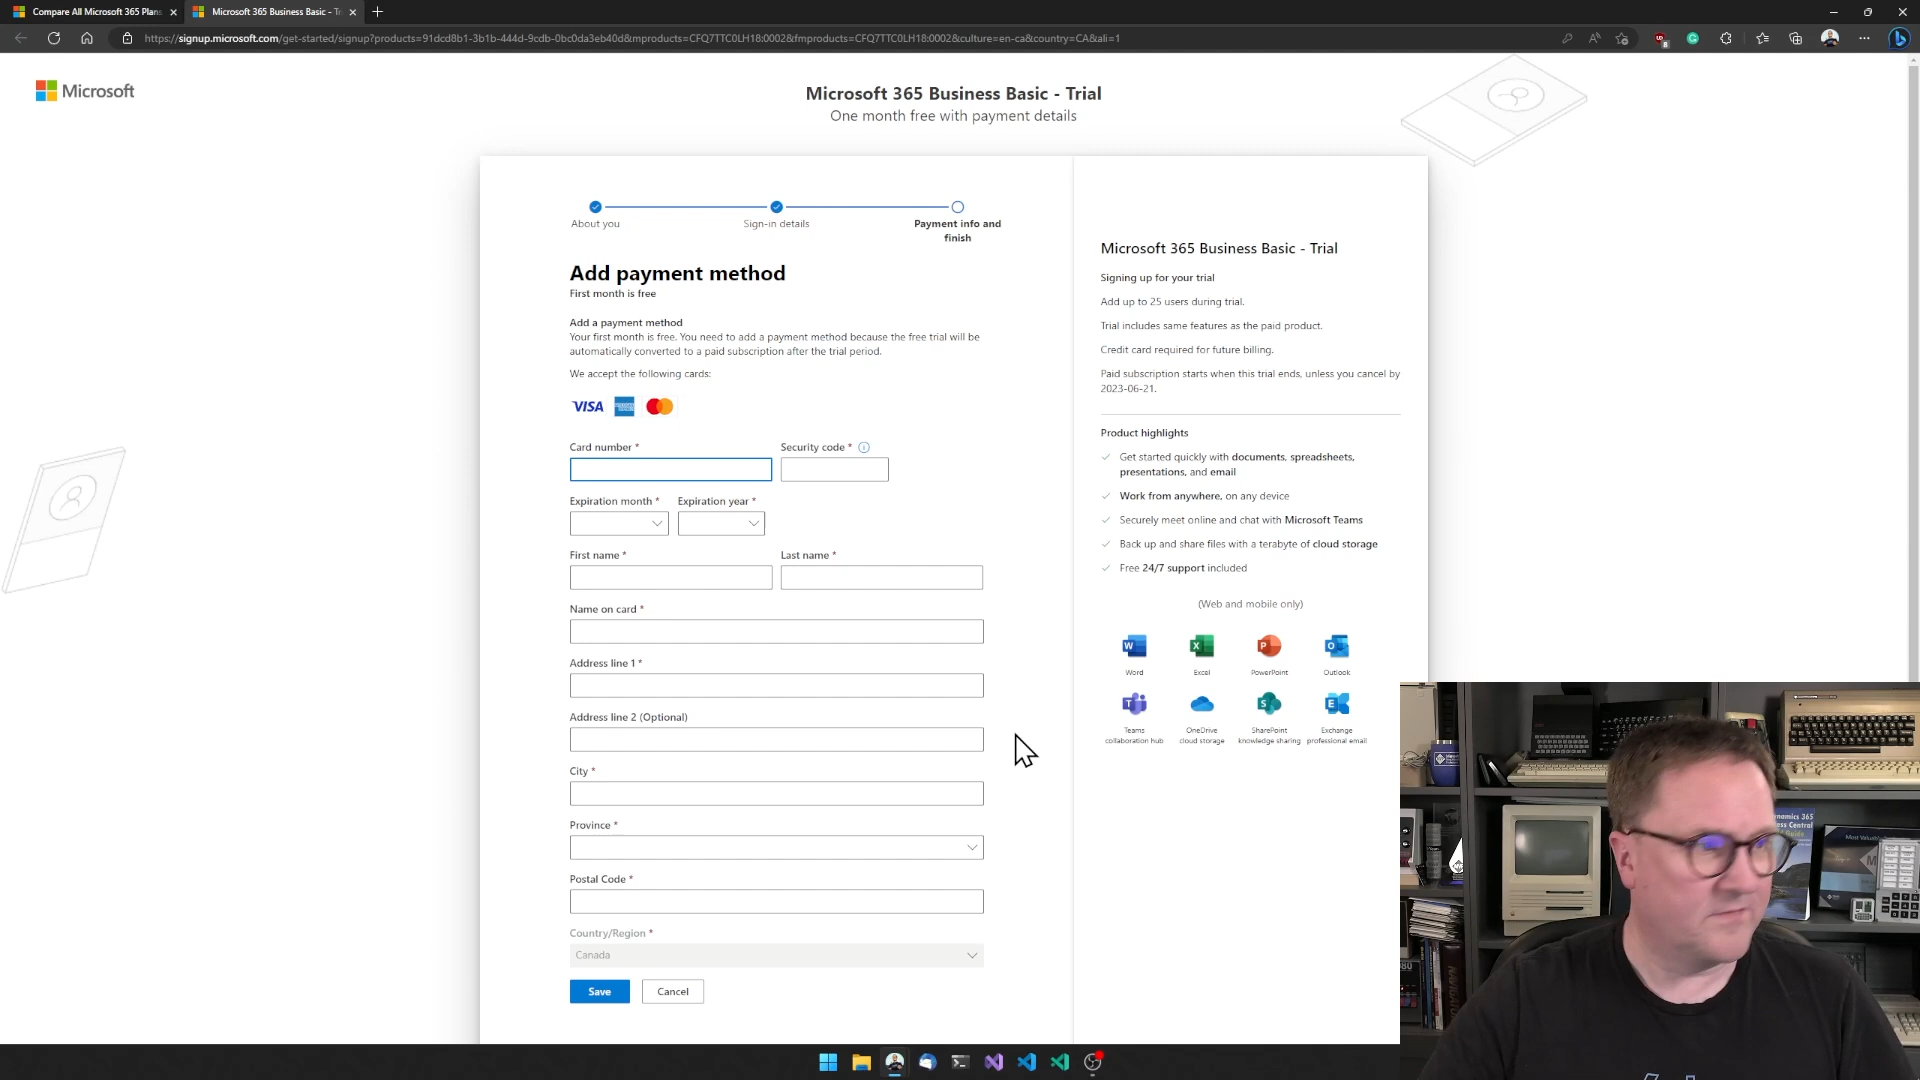 Compare All Microsoft 365 Plans
Microsoft 365 Business Basic - Tr
https://signup.microsoft.com/get-started/signup?products=91dcd8b1-3b1b-444d-9cdb-0bc0da3eb40d&mproducts=CFQ7TTC0LH18:0002&fmproducts=CFQ7TTC0LH18:0002&culture=en-ca&country=CA&ali=1
Microsoft
Microsoft 365 Business Basic - Trial
One month free with payment details
About you
Sign-in details
Payment info and
finish
Add payment method
First month is free
Add a payment method
Your first month is free. You need to add a payment method because the free trial will be
automatically converted to a paid subscription after the trial period.
We accept the following cards:
VISA
Card number *
Security code *
Expiration month *
Expiration year *
First name *
Last name *
Name on card *
Address line 1 *
Address line 2 (Optional)
City *
Province *
Postal Code *
Country/Region *
Canada
Save
Cancel
Microsoft 365 Business Basic - Trial
Signing up for your trial
Add up to 25 users during trial.
Trial includes same features as the paid product.
Credit card required for future billing.
Paid subscription starts when this trial ends, unless you cancel by
2023-06-21.
Product highlights
Get started quickly with documents, spreadsheets,
presentations, and email
Work from anywhere, on any device
Securely meet online and chat with Microsoft Teams
Back up and share files with a terabyte of cloud storage
Free 24/7 support included
(Web and mobile only)
Word
Excel
PowerPoint
Outlook
Teams
collaboration hub
OneDrive
cloud storage
SharePoint
knowledge sharing
Exchange
professional email